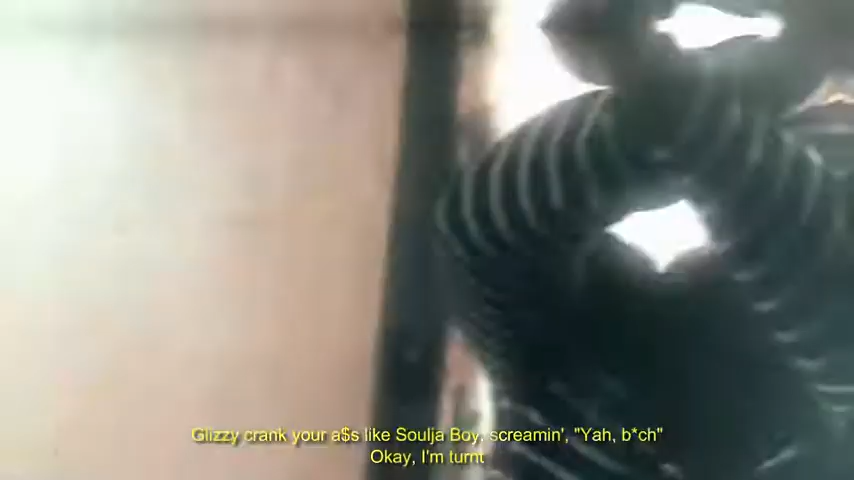 Glizzy crank your a$s like Soulja Boy, screamin', "Yah, b*ch"
Okay, I'm turnt